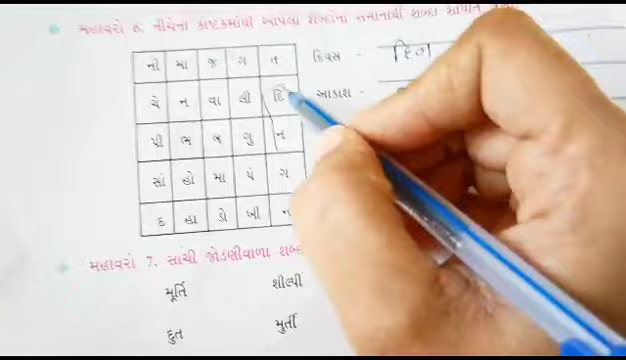 મહાવરો 6. નીચેના કોષ્ટકમાંથી આપેલા શબ્દોના સમાનાર્થી શબ્દો શોધીને
નો મા જ ગ ત દિવસ - દિન
ચે ન વા લી દિ આકાશ -
પી ભ બ ગુ ન
સાં હો મા પં ગ
દ હા ડો ખી ન
મહાવરો 7. સાચી જોડણીવાળા શબ્દ
મૂર્તિ શીલ્પી
દુત મુર્તી